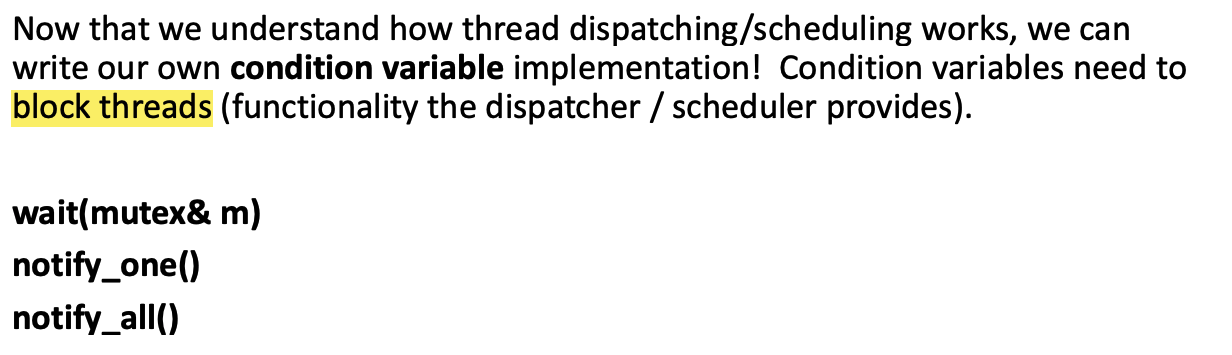 Now that we understand how thread dispatching/scheduling works, we can
write our own condition variable implementation! Condition variables need to
block threads (functionality the dispatcher / scheduler provides).
wait(mutex& m)
notify_one()
notify_all()